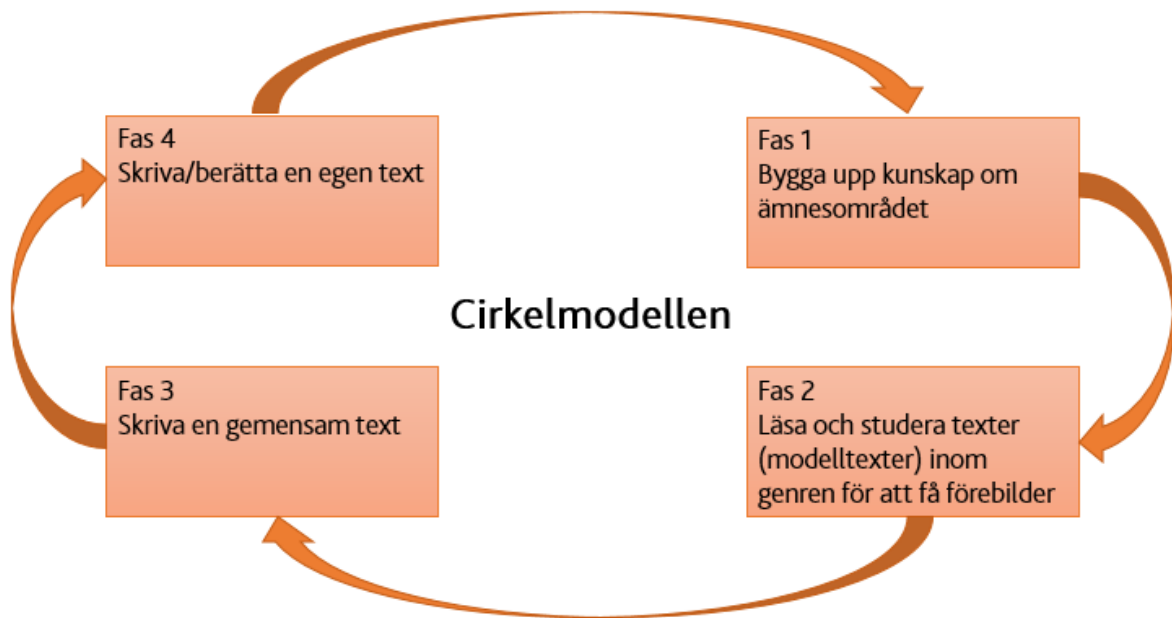 Fas 4
Skriva/berätta en egen text
Fas 1
Bygga upp kunskap om
ämnesområdet
Cirkelmodellen
Fas 3
Skriva en gemensam text
Fas 2
Läsa och studera texter
(modelltexter) inom
genren för att få förebilder